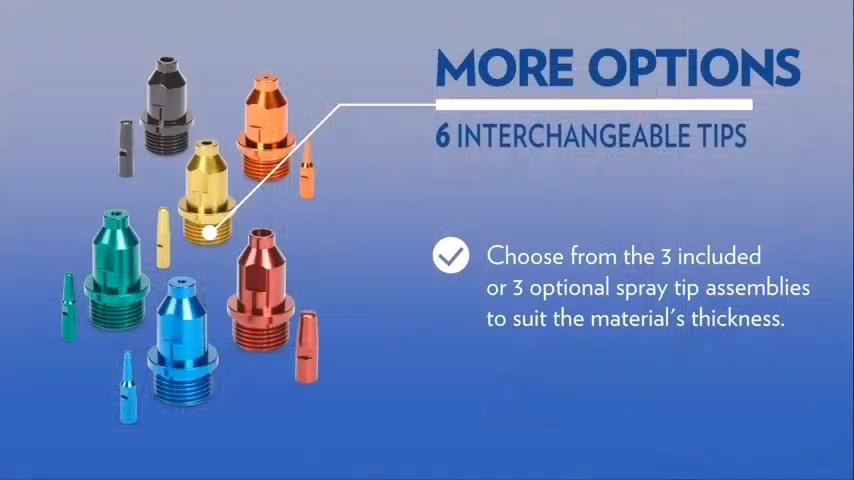 MORE OPTIONS
6 INTERCHANGEABLE TIPS
Choose from the 3 included
or 3 optional spray tip assemblies
to suit the material's thickness.